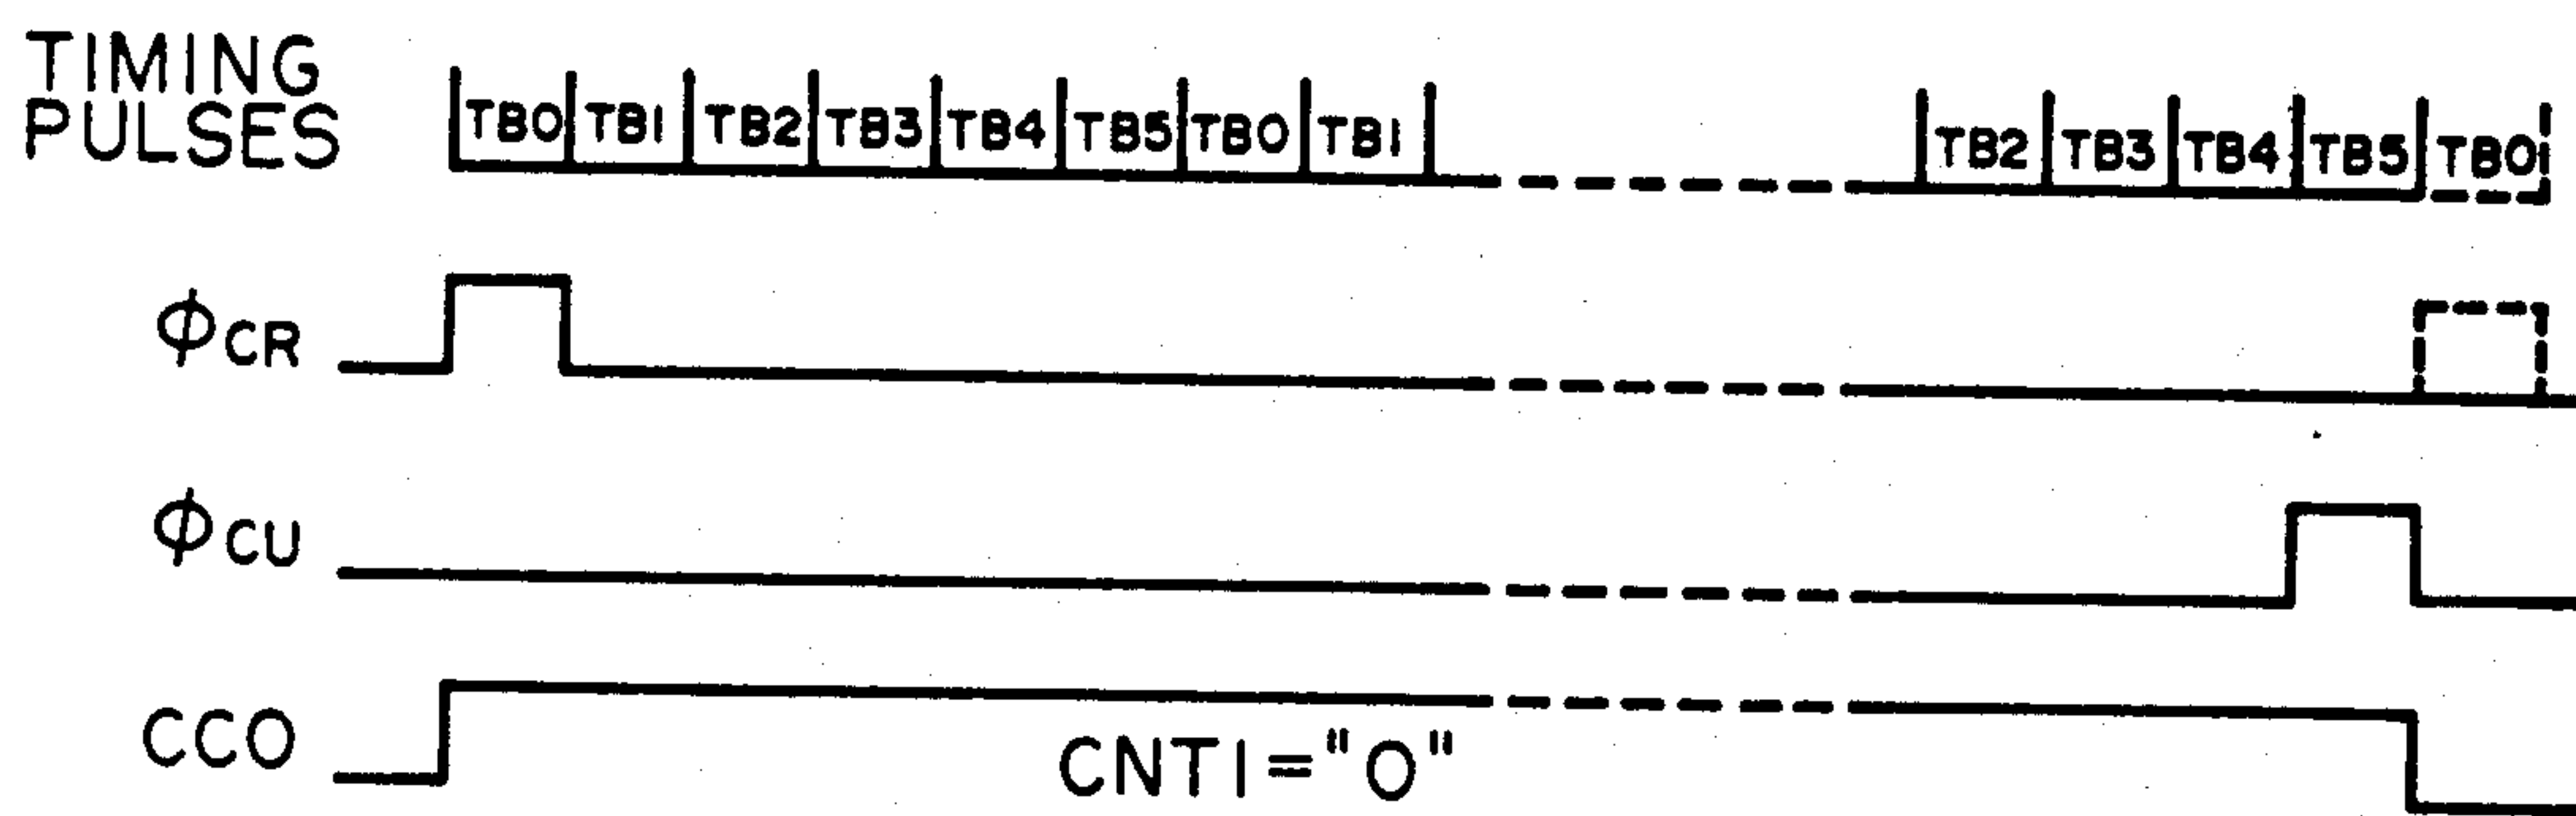 TIMING
PULSES
TB0 TB1 TB2 TB3 TB4 TB5 TB0 TB1 TB2 TB3 TB4 TB5 TB0
ϕCR
ϕCU
CCO
CNT1="0"